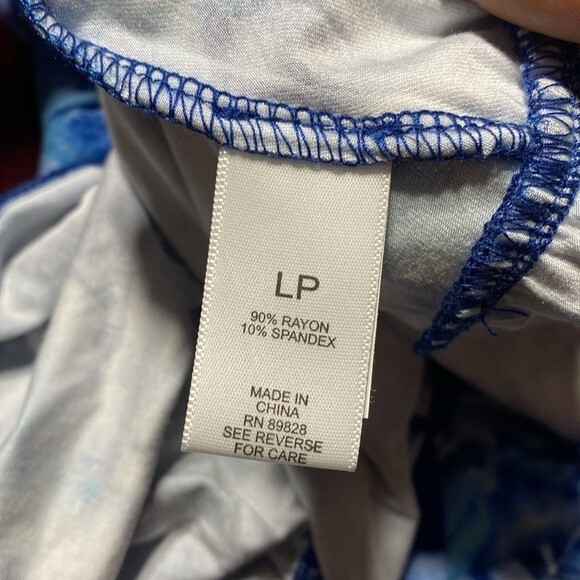 LP
90% RAYON
10% SPANDEX
MADE IN
CHINA
RN 89828
SEE REVERSE
FOR CARE